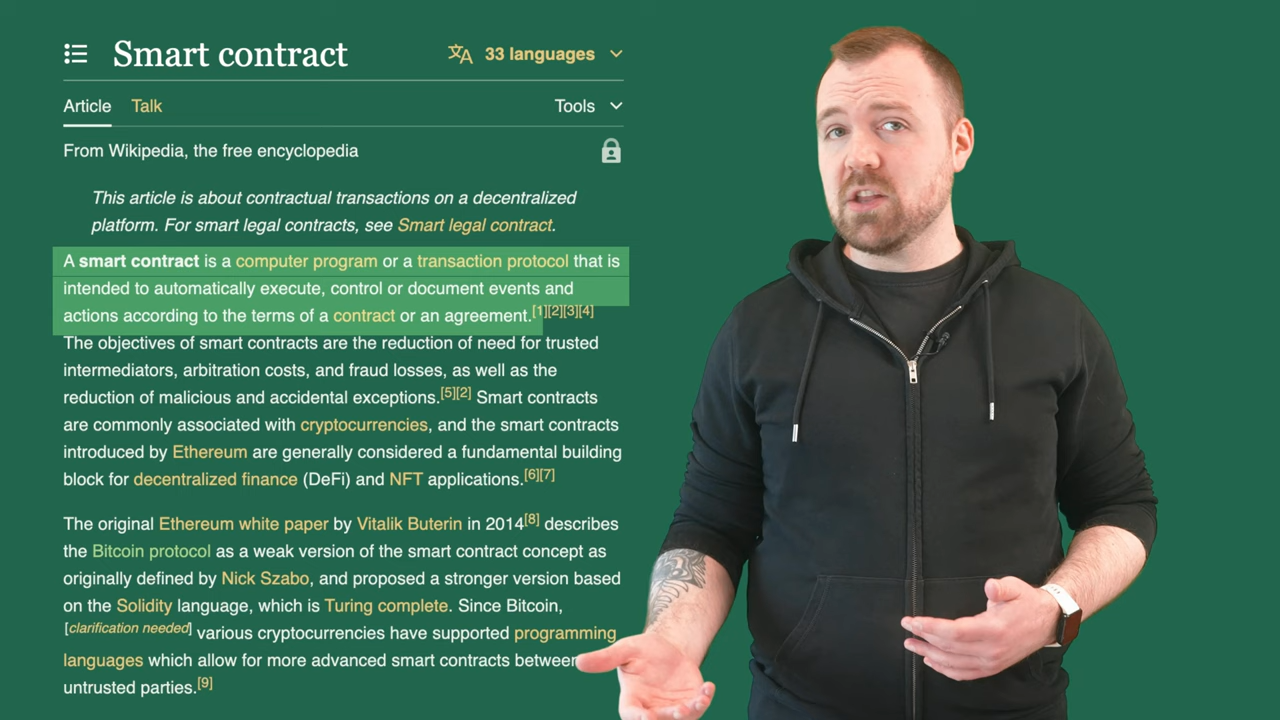 Smart contract
33 languages
Article Talk Tools
From Wikipedia, the free encyclopedia
This article is about contractual transactions on a decentralized
platform. For smart legal contracts, see Smart legal contract.
A smart contract is a computer program or a transaction protocol that is
intended to automatically execute, control or document events and
actions according to the terms of a contract or an agreement.[1][2][3][4]
The objectives of smart contracts are the reduction of need for trusted
intermediators, arbitration costs, and fraud losses, as well as the
reduction of malicious and accidental exceptions.[5][2] Smart contracts
are commonly associated with cryptocurrencies, and the smart contracts
introduced by Ethereum are generally considered a fundamental building
block for decentralized finance (DeFi) and NFT applications.[6][7]
The original Ethereum white paper by Vitalik Buterin in 2014[8] describes
the Bitcoin protocol as a weak version of the smart contract concept as
originally defined by Nick Szabo, and proposed a stronger version based
on the Solidity language, which is Turing complete. Since Bitcoin,
[clarification needed] various cryptocurrencies have supported programming
languages which allow for more advanced smart contracts between
untrusted parties.[9]